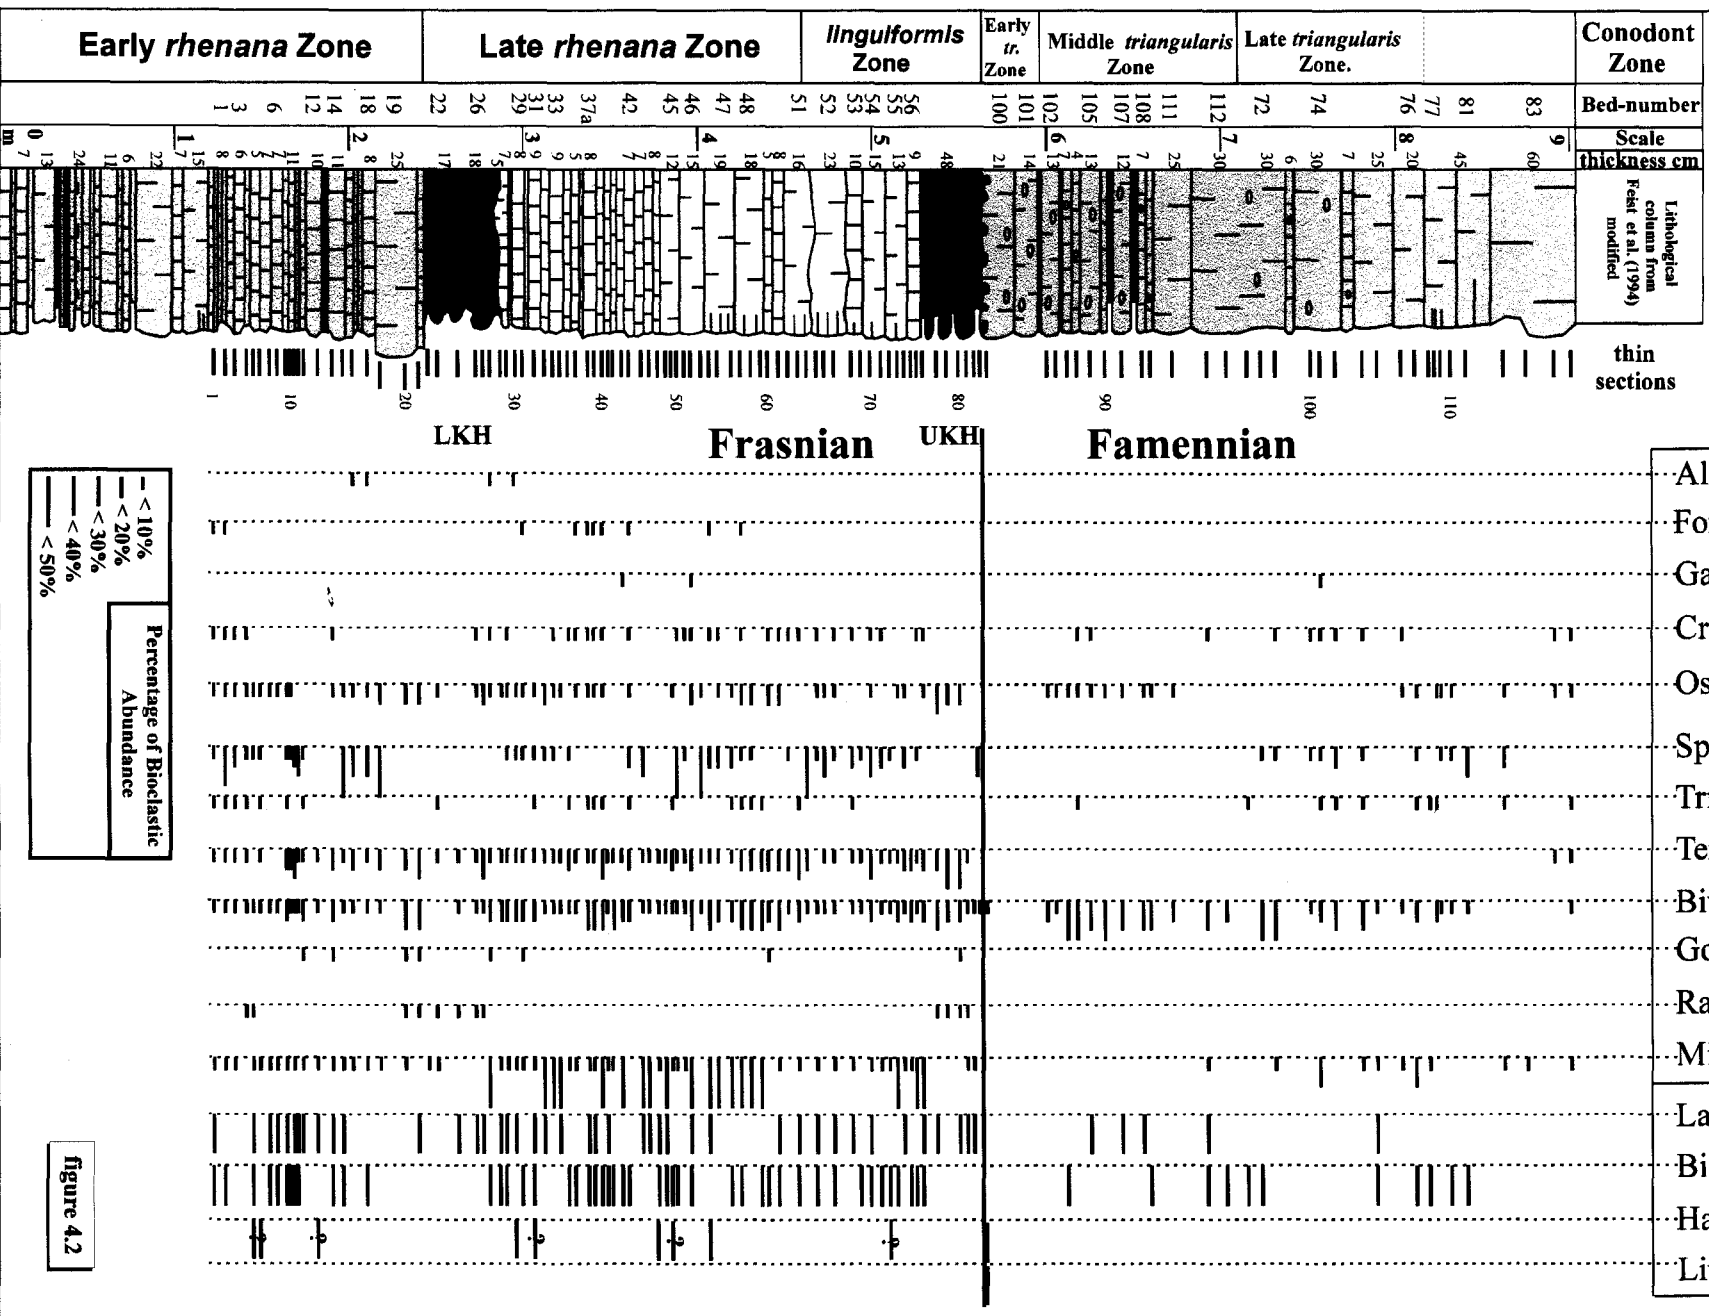 Early rhenana Zone
Late rhenana Zone
linguiformis
Zone
Early
tr.
Zone
Middle triangularis
Zone
Late triangularis
Zone.
Conodont
Zone
1 3 6 12 14 18 19 22 26 29 31 33 37a 42 45 46 47 48 51 52 53 54 55 56 100 101 102 105 107 108 111 112 72 74 76 77 81 83
Bed-number
m 0 1 2 3 4 5 6 7 8 9
Scale
thickness cm
Lithological
column from
Feist et al. (1994)
modified
thin
sections
1 10 20 30 40 50 60 70 80 90 100 110
LKH
Frasnian
UKH
Famennian
Al
Fo
Ga
Cr
Os
Sp
Tr
Te
Bi
Go
Ra
Mi
La
Bi
Ha
Li
< 10%
< 20%
< 30%
< 40%
< 50%
Percentage of Bioclastic
Abundance
figure 4.2